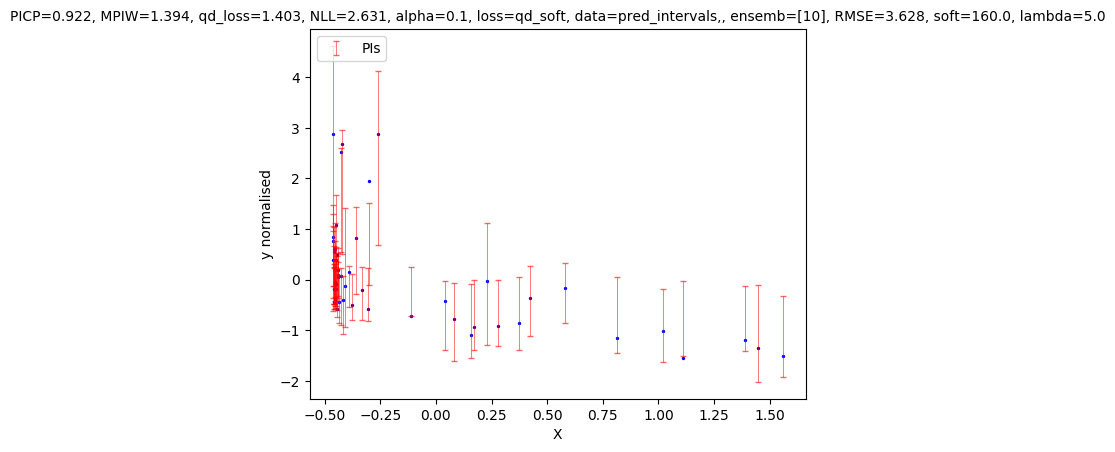 PICP=0.922, MPIW=1.394, qd_loss=1.403, NLL=2.631, alpha=0.1, loss=qd_soft, data=pred_intervals,, ensemb=[10], RMSE=3.628, soft=160.0, lambda=5.0
PIs
4
3
2
1
0
−1
−2
y normalised
−0.50 −0.25 0.00 0.25 0.50 0.75 1.00 1.25 1.50
X